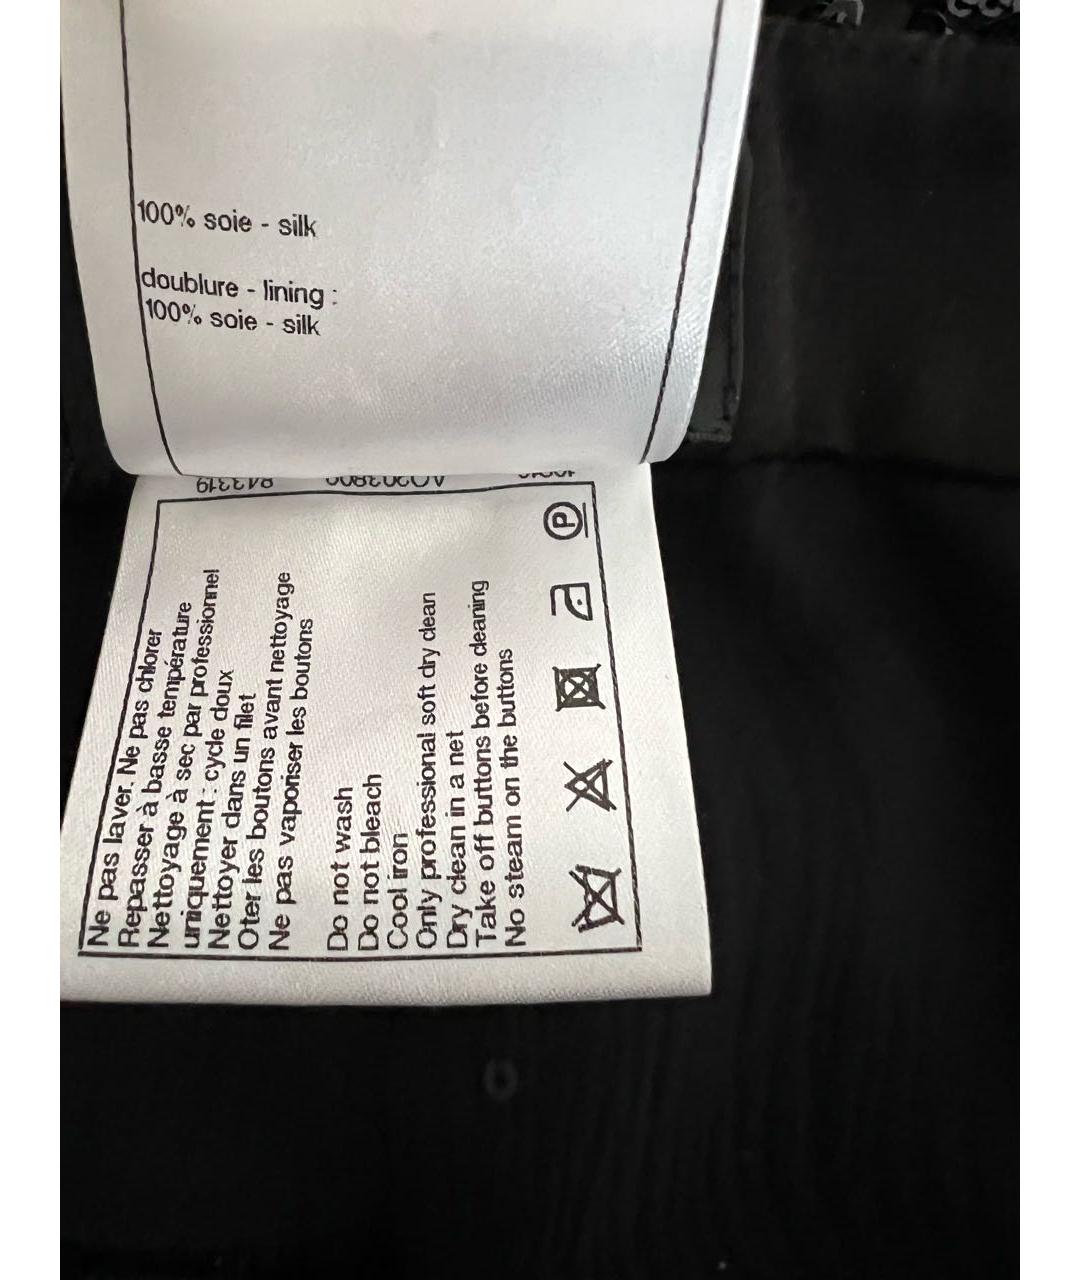 100% soie - silk
doublure - lining :
100% soie - silk
Ne pas laver. Ne pas chlorer
Repasser à basse température
Nettoyage à sec par professionnel
uniquement : cycle doux
Nettoyer dans un filet
Oter les boutons avant nettoyage
Ne pas vaporiser les boutons
Do not wash
Do not bleach
Cool iron
Only professional soft dry clean
Dry clean in a net
Take off buttons before cleaning
No steam on the buttons
P